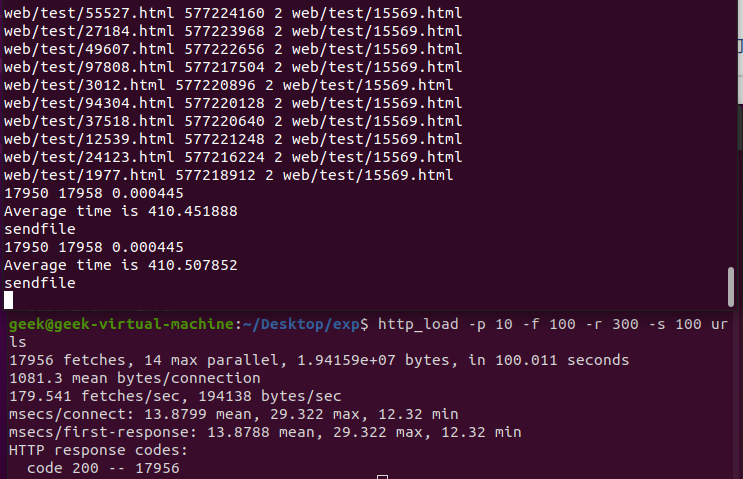 web/test/55527.html 577224160 2 web/test/15569.html
web/test/27184.html 577223968 2 web/test/15569.html
web/test/49607.html 577222656 2 web/test/15569.html
web/test/97808.html 577217504 2 web/test/15569.html
web/test/3012.html 577220896 2 web/test/15569.html
web/test/94304.html 577220128 2 web/test/15569.html
web/test/37518.html 577220640 2 web/test/15569.html
web/test/12539.html 577221248 2 web/test/15569.html
web/test/24123.html 577216224 2 web/test/15569.html
web/test/1977.html 577218912 2 web/test/15569.html
17950 17958 0.000445
Average time is 410.451888
sendfile
17950 17958 0.000445
Average time is 410.507852
sendfile
geek@geek-virtual-machine:~/Desktop/exp$ http_load -p 10 -f 100 -r 300 -s 100 ur
ls
17956 fetches, 14 max parallel, 1.94159e+07 bytes, in 100.011 seconds
1081.3 mean bytes/connection
179.541 fetches/sec, 194138 bytes/sec
msecs/connect: 13.8799 mean, 29.322 max, 12.32 min
msecs/first-response: 13.8788 mean, 29.322 max, 12.32 min
HTTP response codes:
  code 200 -- 17956